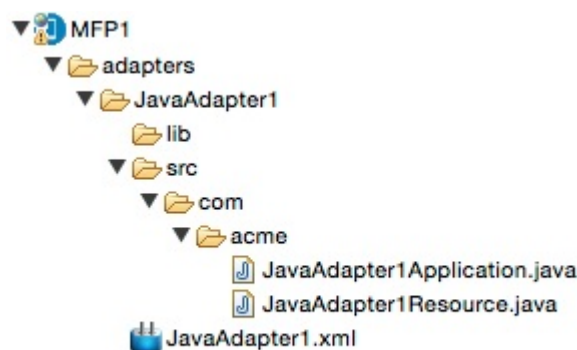 MFP1
adapters
JavaAdapter1
lib
src
com
acme
JavaAdapter1Application.java
JavaAdapter1Resource.java
JavaAdapter1.xml